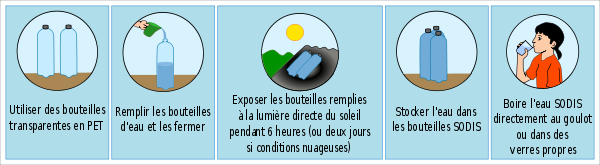 Utiliser des bouteilles
transparentes en PET
Remplir les bouteilles
d'eau et les fermer
Exposer les bouteilles remplies
à la lumière directe du soleil
pendant 6 heures (ou deux jours
si conditions nuageuses)
Stocker l'eau dans
les bouteilles SODIS
Boire l'eau SODIS
directement au goulot
ou dans des
verres propres